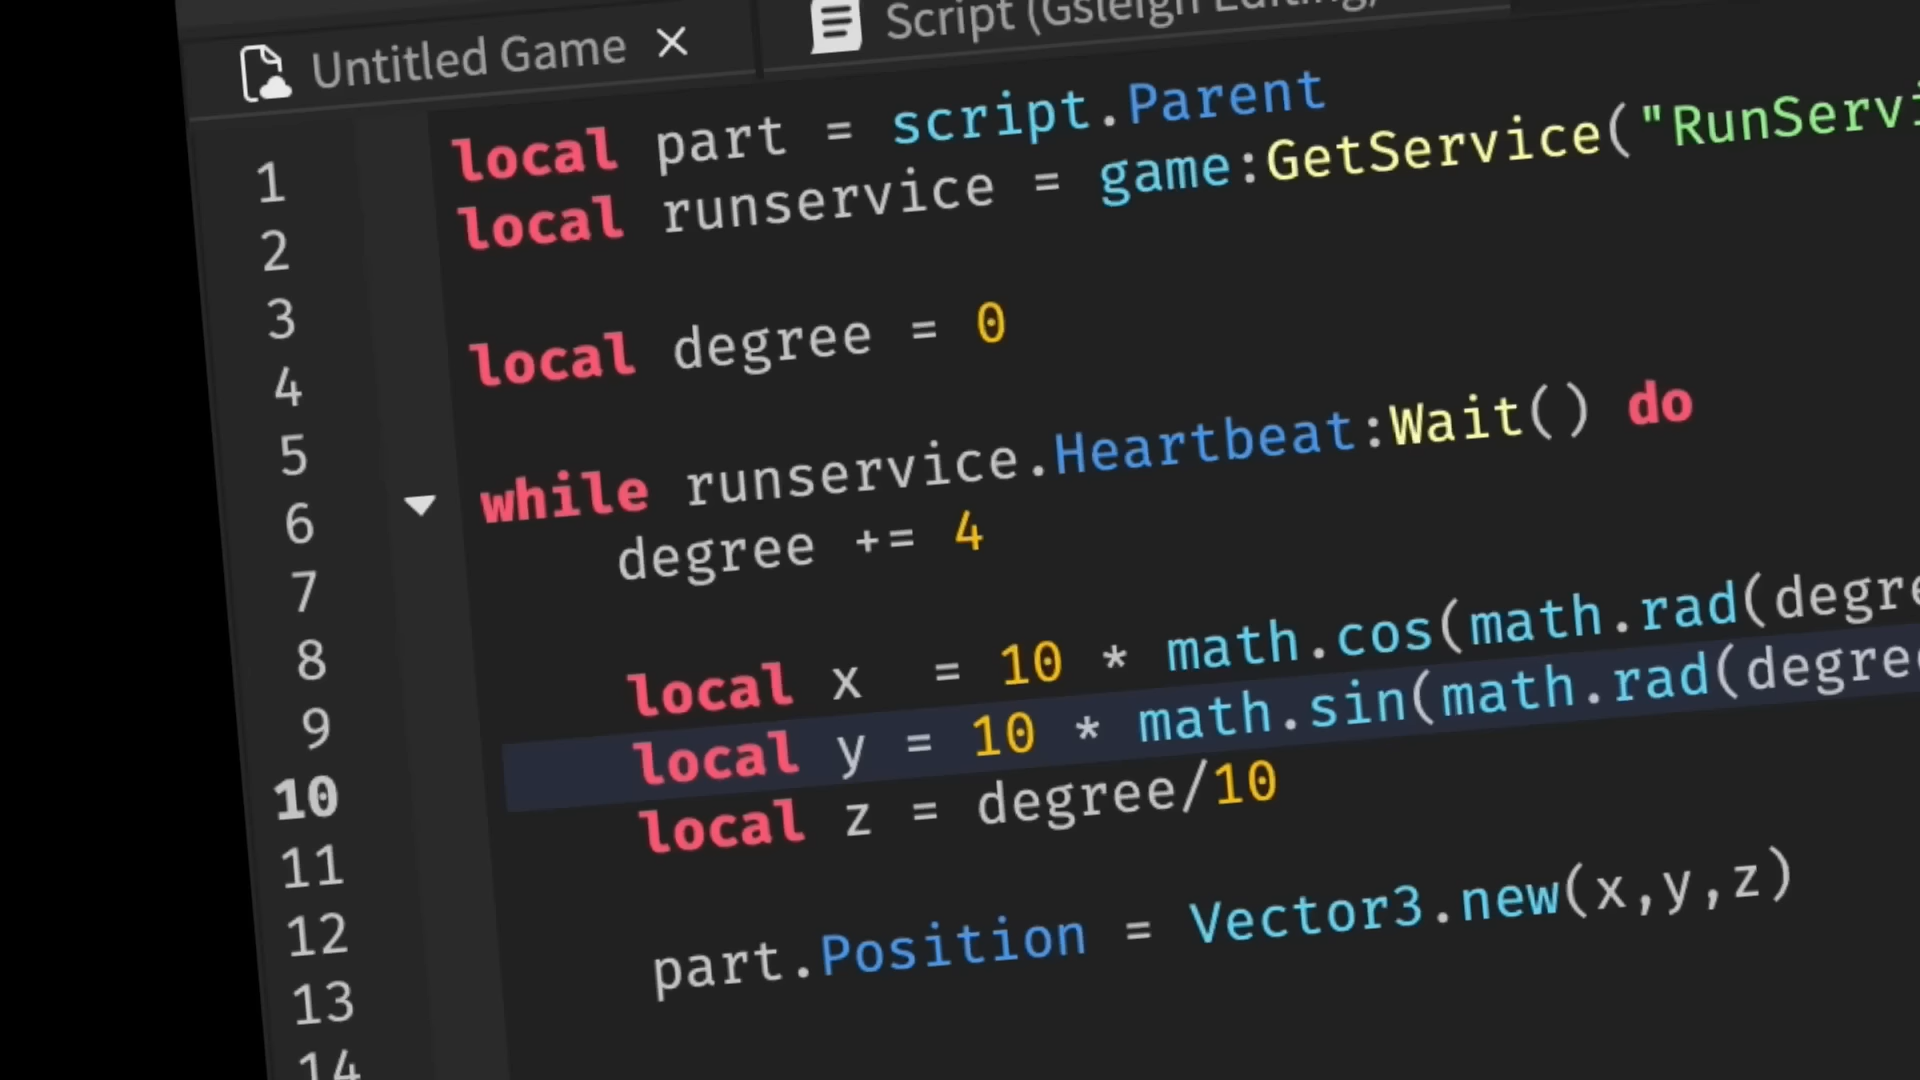 Untitled Game
Script (Gsleigh Editing)
1 local part = script.Parent
2 local runservice = game:GetService("RunServi
3
4 local degree = 0
5
6 while runservice.Heartbeat:Wait() do
7 degree += 4
8
9 local x = 10 * math.cos(math.rad(degre
10 local y = 10 * math.sin(math.rad(degree
11 local z = degree/10
12
13 part.Position = Vector3.new(x,y,z)
14